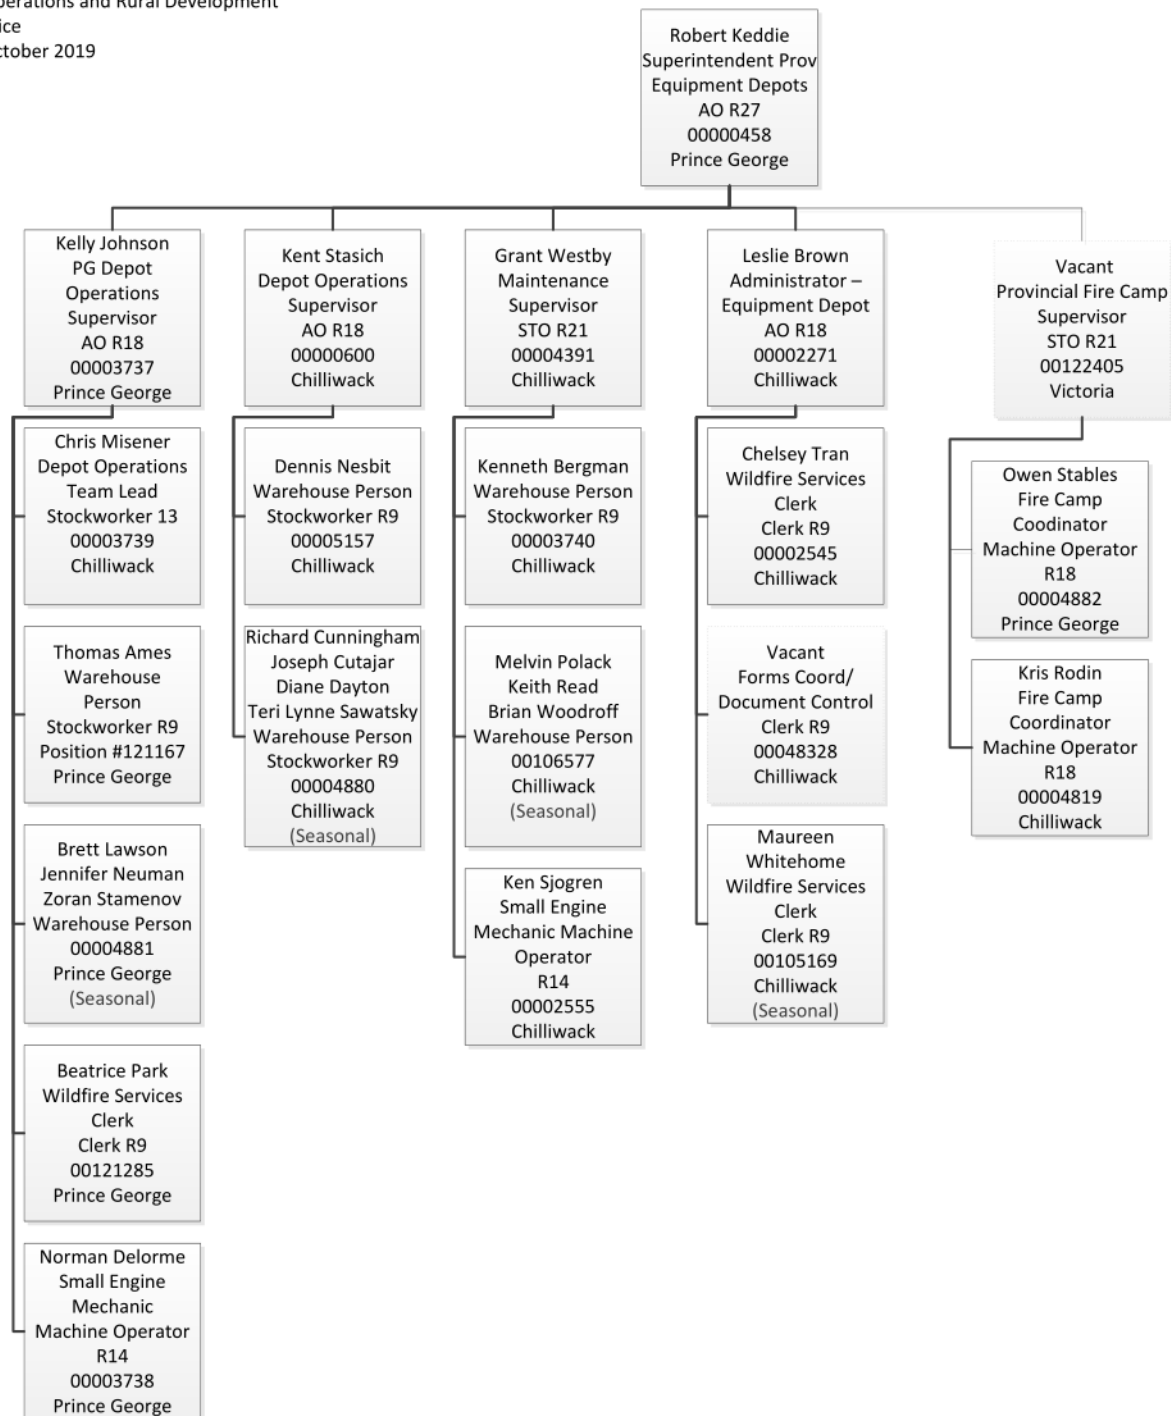 and Rural Development
2019
Robert Keddie
Superintendent Prov
Equipment Depots
AO R27
00000458
Prince George
Kelly Johnson
PG Depot
Operations
Supervisor
AO R18
00003737
Prince George
Chris Misener
Depot Operations
Team Lead
Stockworker 13
00003739
Chilliwack
Thomas Ames
Warehouse
Person
Stockworker R9
Position #121167
Prince George
Brett Lawson
Jennifer Neuman
Zoran Stamenov
Warehouse Person
00004881
Prince George
(Seasonal)
Beatrice Park
Wildfire Services
Clerk
Clerk R9
00121285
Prince George
Norman Delorme
Small Engine
Mechanic
Machine Operator
R14
00003738
Prince George
Kent Stasich
Depot Operations
Supervisor
AO R18
00000600
Chilliwack
Dennis Nesbit
Warehouse Person
Stockworker R9
00005157
Chilliwack
Richard Cunningham
Joseph Cutajar
Diane Dayton
Teri Lynne Sawatsky
Warehouse Person
Stockworker R9
00004880
Chilliwack
(Seasonal)
Grant Westby
Maintenance
Supervisor
STO R21
00004391
Chilliwack
Kenneth Bergman
Warehouse Person
Stockworker R9
00003740
Chilliwack
Melvin Polack
Keith Read
Brian Woodroff
Warehouse Person
00106577
Chilliwack
(Seasonal)
Ken Sjogren
Small Engine
Mechanic Machine
Operator
R14
00002555
Chilliwack
Leslie Brown
Administrator –
Equipment Depot
AO R18
00002271
Chilliwack
Chelsey Tran
Wildfire Services
Clerk
Clerk R9
00002545
Chilliwack
Vacant
Forms Coord/
Document Control
Clerk R9
00048328
Chilliwack
Maureen
Whitehome
Wildfire Services
Clerk
Clerk R9
00105169
Chilliwack
(Seasonal)
Vacant
Provincial Fire Camp
Supervisor
STO R21
00122405
Victoria
Owen Stables
Fire Camp
Coodinator
Machine Operator
R18
00004882
Prince George
Kris Rodin
Fire Camp
Coordinator
Machine Operator
R18
00004819
Chilliwack